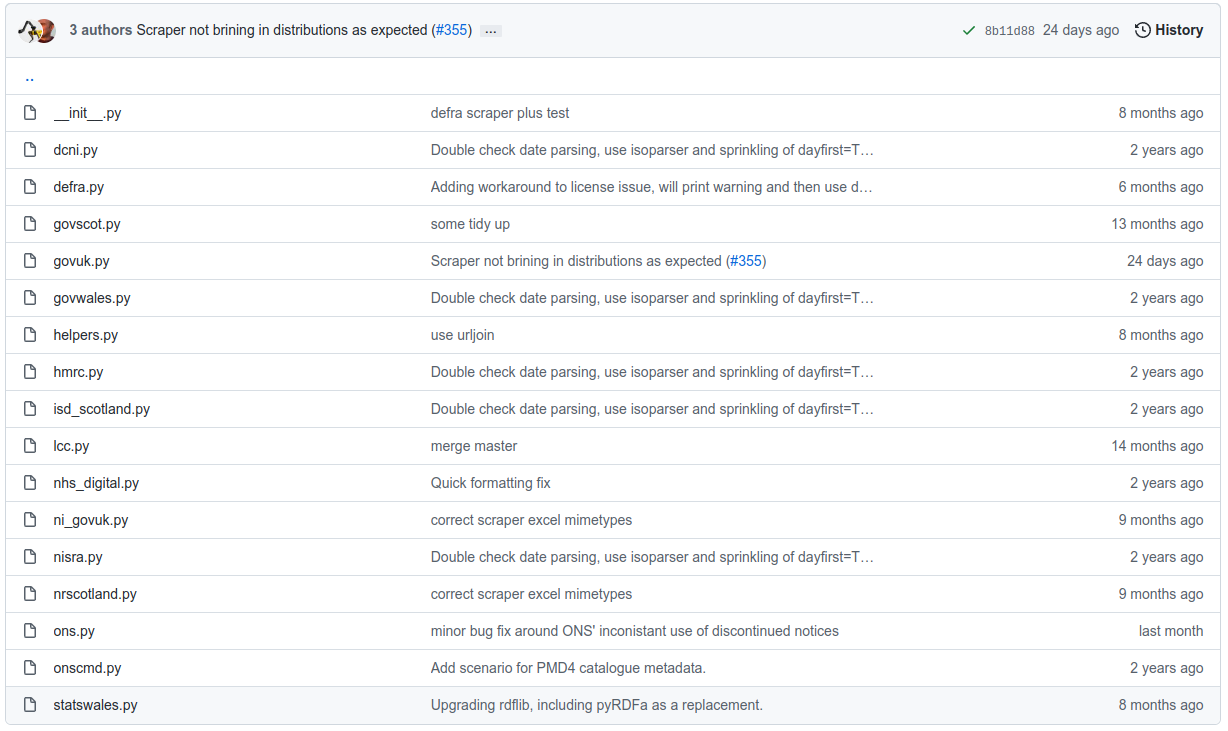 3 authors Scraper not brining in distributions as expected (#355) ... 8b11d88 24 days ago History
..
__init__.py defra scraper plus test 8 months ago
dcni.py Double check date parsing, use isoparser and sprinkling of dayfirst=T… 2 years ago
defra.py Adding workaround to license issue, will print warning and then use d… 6 months ago
govscot.py some tidy up 13 months ago
govuk.py Scraper not brining in distributions as expected (#355) 24 days ago
govwales.py Double check date parsing, use isoparser and sprinkling of dayfirst=T… 2 years ago
helpers.py use urljoin 8 months ago
hmrc.py Double check date parsing, use isoparser and sprinkling of dayfirst=T… 2 years ago
isd_scotland.py Double check date parsing, use isoparser and sprinkling of dayfirst=T… 2 years ago
lcc.py merge master 14 months ago
nhs_digital.py Quick formatting fix 2 years ago
ni_govuk.py correct scraper excel mimetypes 9 months ago
nisra.py Double check date parsing, use isoparser and sprinkling of dayfirst=T… 2 years ago
nrscotland.py correct scraper excel mimetypes 9 months ago
ons.py minor bug fix around ONS' inconistant use of discontinued notices last month
onscmd.py Add scenario for PMD4 catalogue metadata. 2 years ago
statswales.py Upgrading rdflib, including pyRDFa as a replacement. 8 months ago